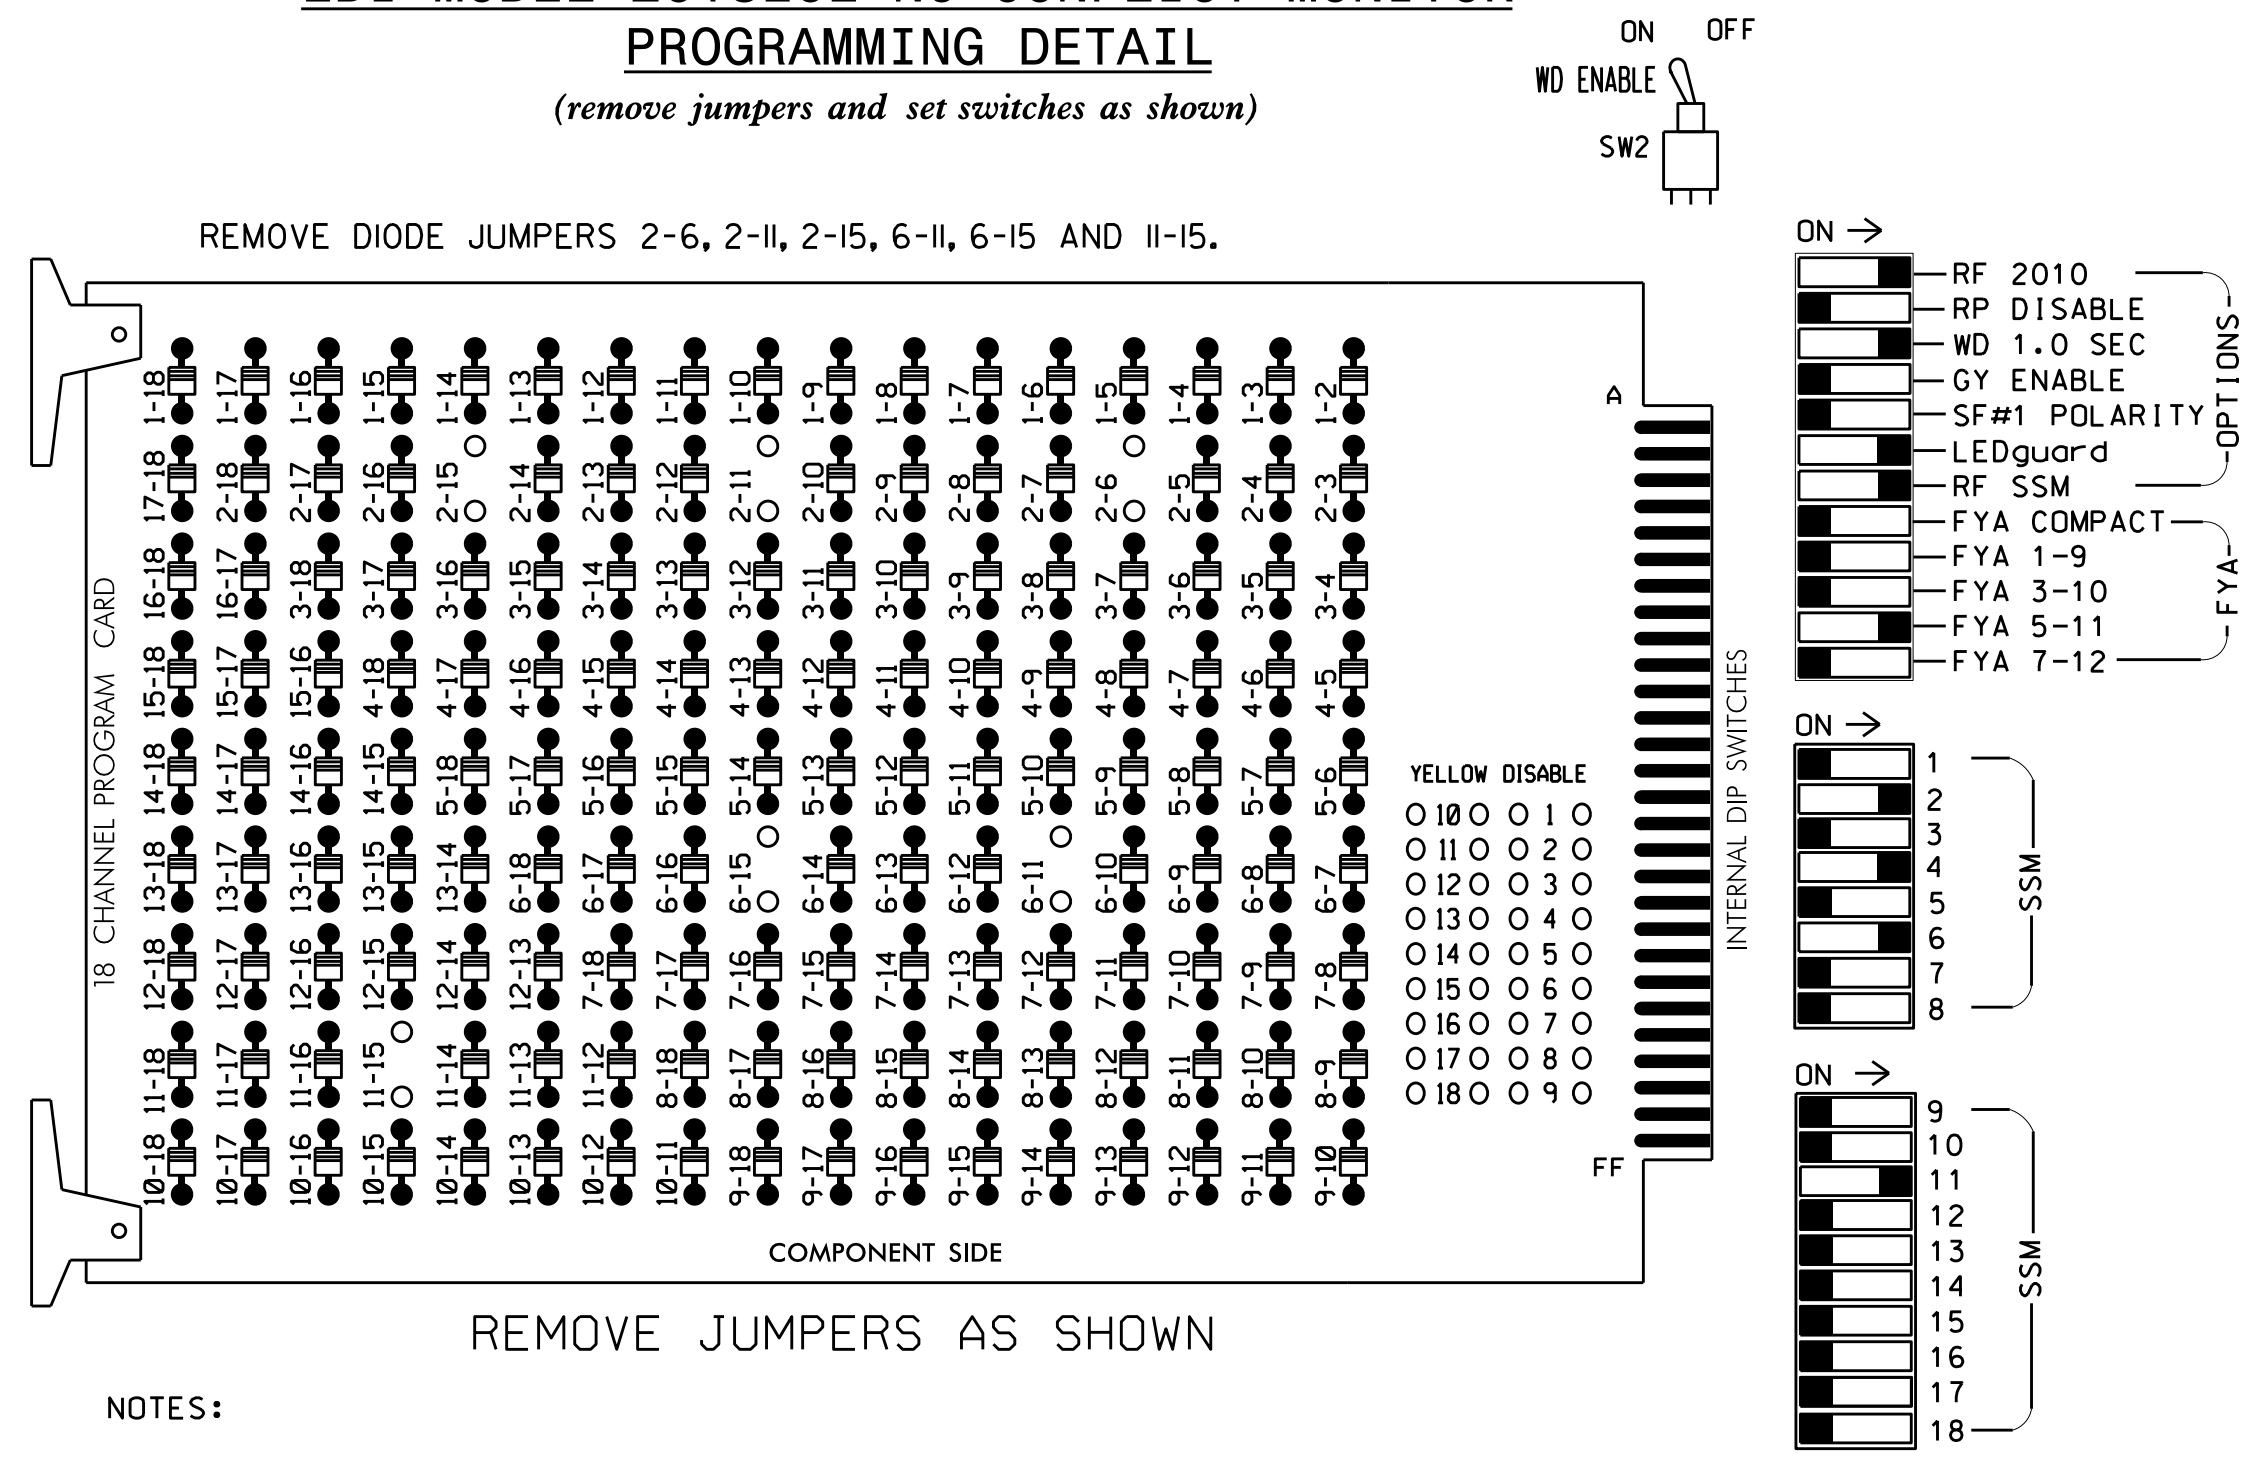 PROGRAMMING DETAIL
(remove jumpers and set switches as shown)
ON OFF
WD ENABLE
SW2
REMOVE DIODE JUMPERS 2-6, 2-11, 2-15, 6-11, 6-15 AND 11-15.
18 CHANNEL PROGRAM CARD
1-18 1-17 1-16 1-15 1-14 1-13 1-12 1-11 1-10 1-9 1-8 1-7 1-6 1-5 1-4 1-3 1-2
17-18 2-18 2-17 2-16 2-15 2-14 2-13 2-12 2-11 2-10 2-9 2-8 2-7 2-6 2-5 2-4 2-3
16-18 16-17 3-18 3-17 3-16 3-15 3-14 3-13 3-12 3-11 3-10 3-9 3-8 3-7 3-6 3-5 3-4
15-18 15-17 15-16 4-18 4-17 4-16 4-15 4-14 4-13 4-12 4-11 4-10 4-9 4-8 4-7 4-6 4-5
14-18 14-17 14-16 14-15 5-18 5-17 5-16 5-15 5-14 5-13 5-12 5-11 5-10 5-9 5-8 5-7 5-6
13-18 13-17 13-16 13-15 13-14 6-18 6-17 6-16 6-15 6-14 6-13 6-12 6-11 6-10 6-9 6-8 6-7
12-18 12-17 12-16 12-15 12-14 12-13 7-18 7-17 7-16 7-15 7-14 7-13 7-12 7-11 7-10 7-9 7-8
11-18 11-17 11-16 11-15 11-14 11-13 11-12 8-18 8-17 8-16 8-15 8-14 8-13 8-12 8-11 8-10 8-9
10-18 10-17 10-16 10-15 10-14 10-13 10-12 10-11 9-18 9-17 9-16 9-15 9-14 9-13 9-12 9-11 9-10
A
YELLOW DISABLE
10 1
11 2
12 3
13 4
14 5
15 6
16 7
17 8
18 9
FF
COMPONENT SIDE
INTERNAL DIP SWITCHES
REMOVE JUMPERS AS SHOWN
NOTES:
ON
RF 2010
RP DISABLE
WD 1.0 SEC
GY ENABLE
SF#1 POLARITY
LEDguard
RF SSM
OPTIONS
FYA COMPACT
FYA 1-9
FYA 3-10
FYA 5-11
FYA 7-12
FYA
ON
1
2
3
4
5
6
7
8
SSM
ON
9
10
11
12
13
14
15
16
17
18
SSM